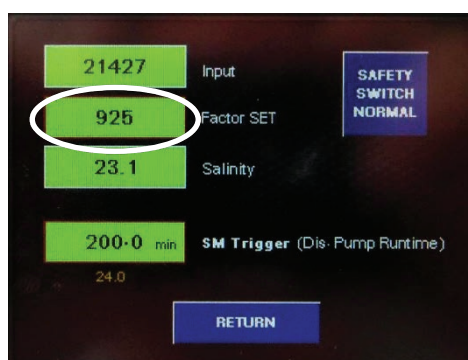 21427 Input
SAFETY
SWITCH
NORMAL
925 Factor SET
23.1 Salinity
200.0 min SM Trigger (Dis. Pump Runtime)
24.0
RETURN